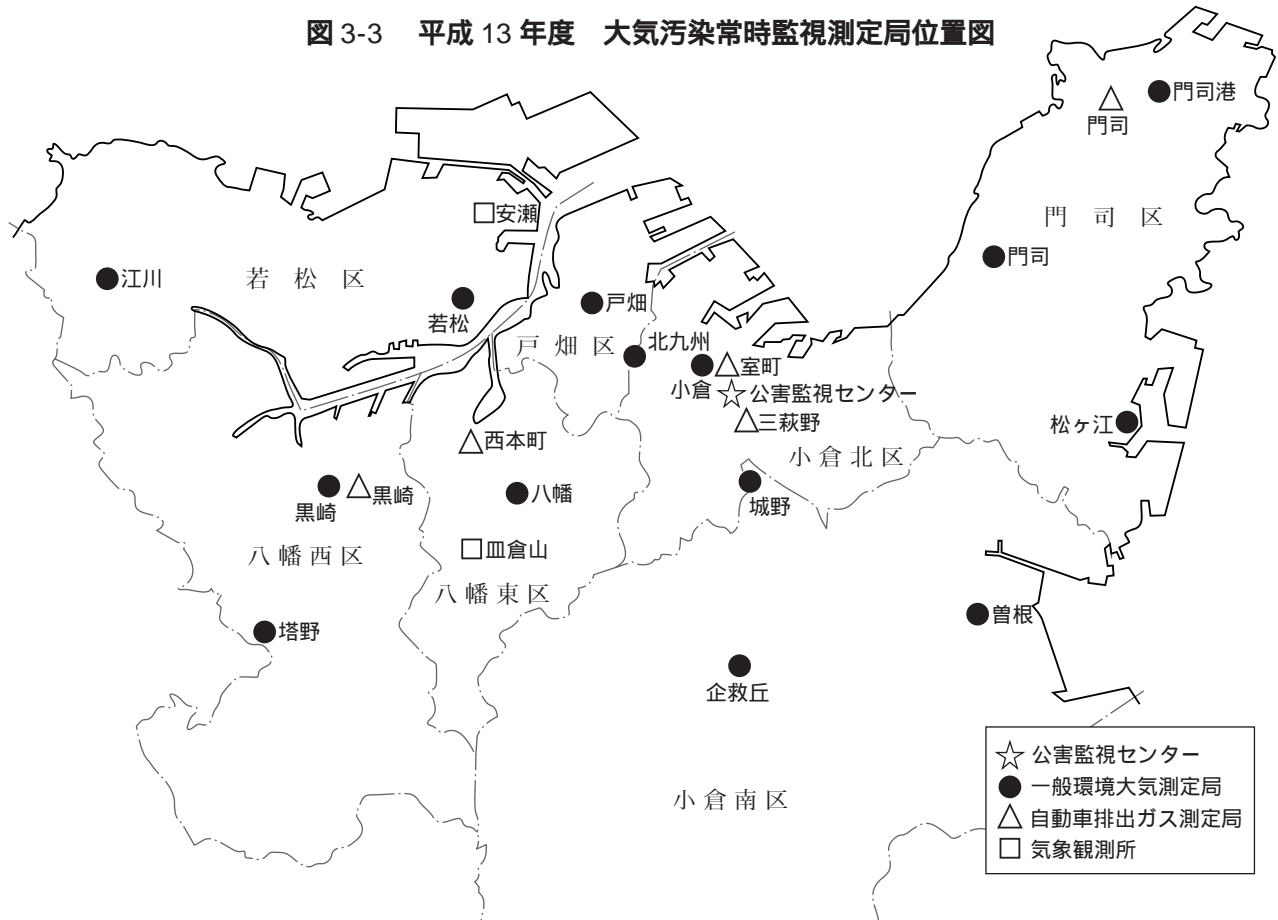 図 3-3 平成 13 年度 大気汚染常時監視測定局位置図
門司港
門司
門 司 区
安瀬
門司
江川
若 松 区
若松
戸畑
戸 畑 区
北九州
小倉
室町
公害監視センター
三萩野
松ヶ江
小倉北区
西本町
黒崎
黒崎
八幡
城野
八幡西区
皿倉山
八幡東区
塔野
曽根
企救丘
小倉南区
公害監視センター
一般環境大気測定局
自動車排出ガス測定局
気象観測所